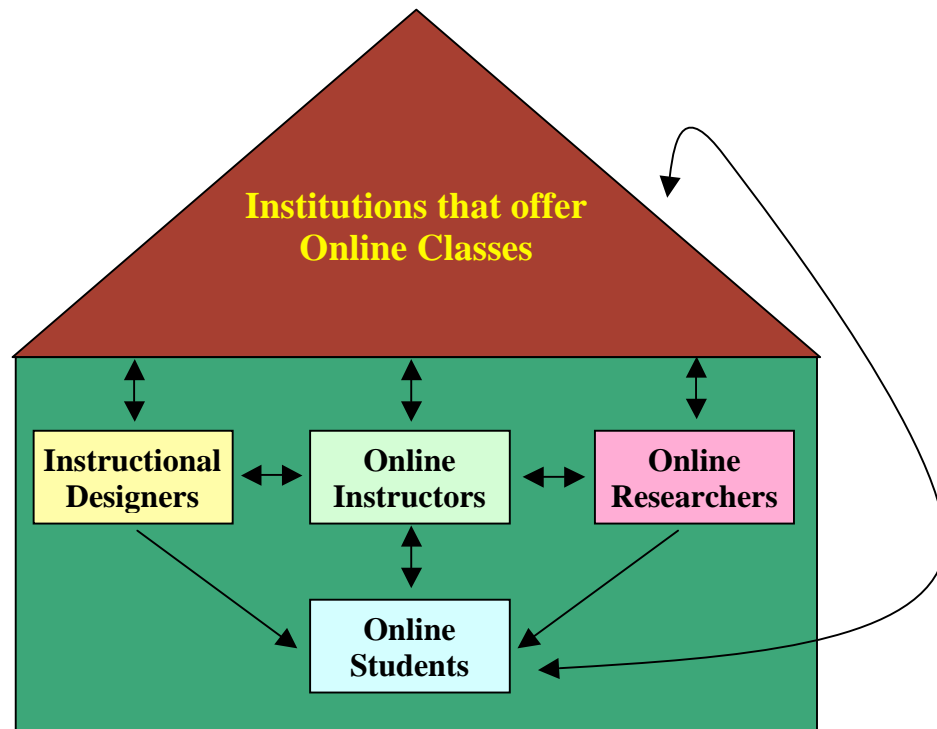 Institutions that offer
Online Classes
Instructional
Designers
Online
Instructors
Online
Researchers
Online
Students